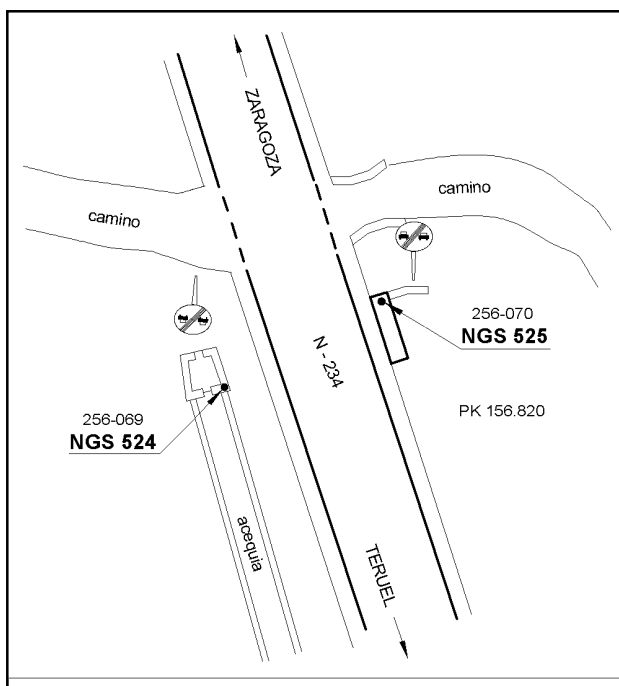 ZARAGOZA
camino
camino
256-070
NGS 525
N - 234
PK 156.820
256-069
NGS 524
acequia
TERUEL